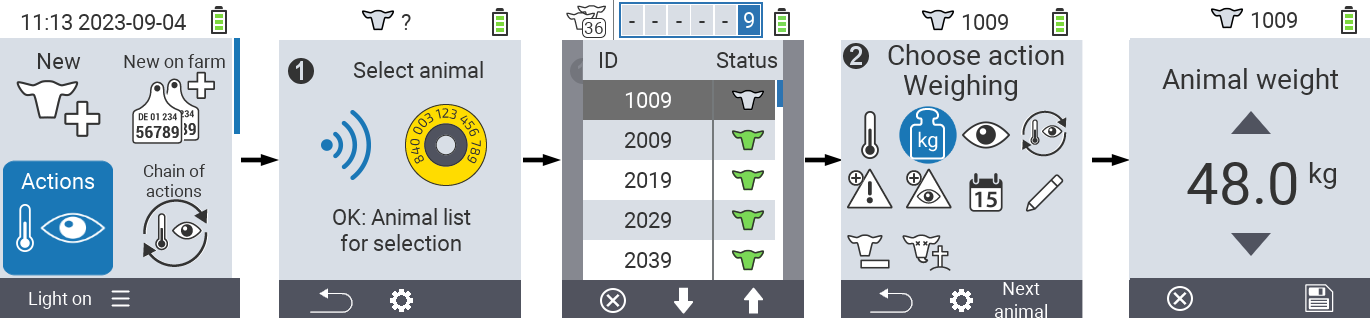 11:13 2023-09-04
New
New on farm
DE 01 234
56789
39
Actions
Chain of
actions
Light on
?
1
Select animal
840 003 123 456 789
OK: Animal list
for selection
36
- - - - - 9
ID Status
1009
2009
2019
2029
2039
1009
2
Choose action
Weighing
kg
15
Next
animal
1009
Animal weight
48.0 kg